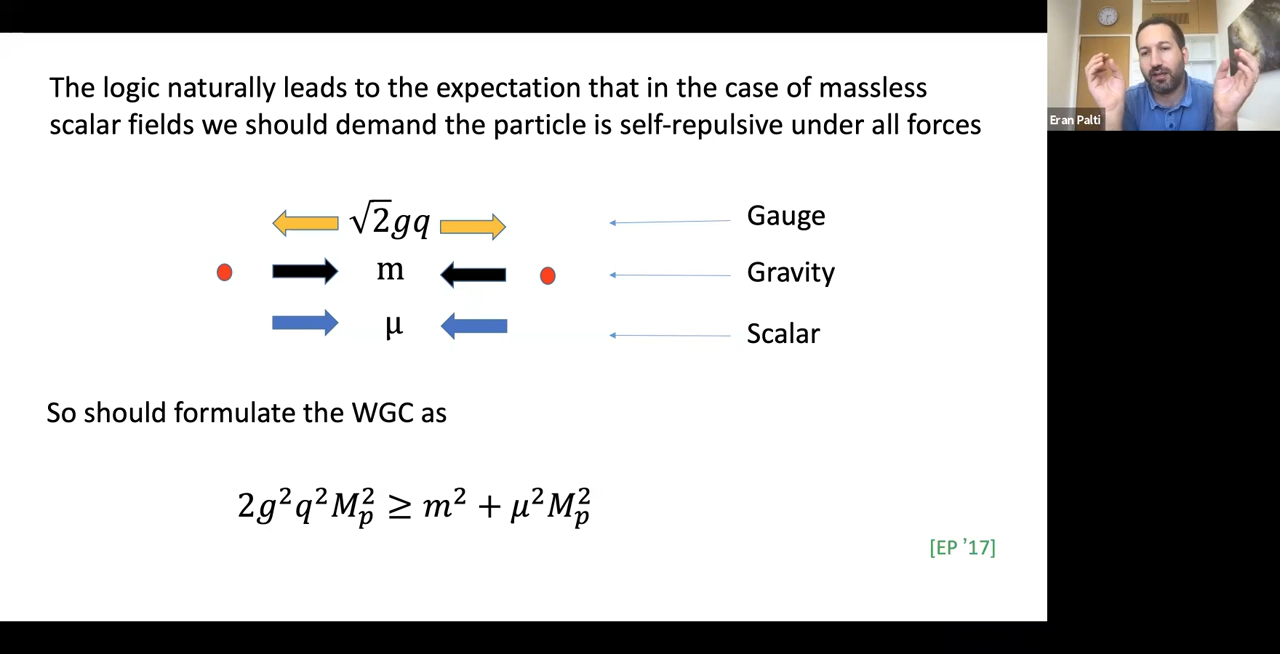 The logic naturally leads to the expectation that in the case of massless
scalar fields we should demand the particle is self-repulsive under all forces
√2gq
Gauge
m
Gravity
μ
Scalar
So should formulate the WGC as
2g²q²Mₚ² ≥ m² + μ²Mₚ²
[EP ’17]
Eran Palti